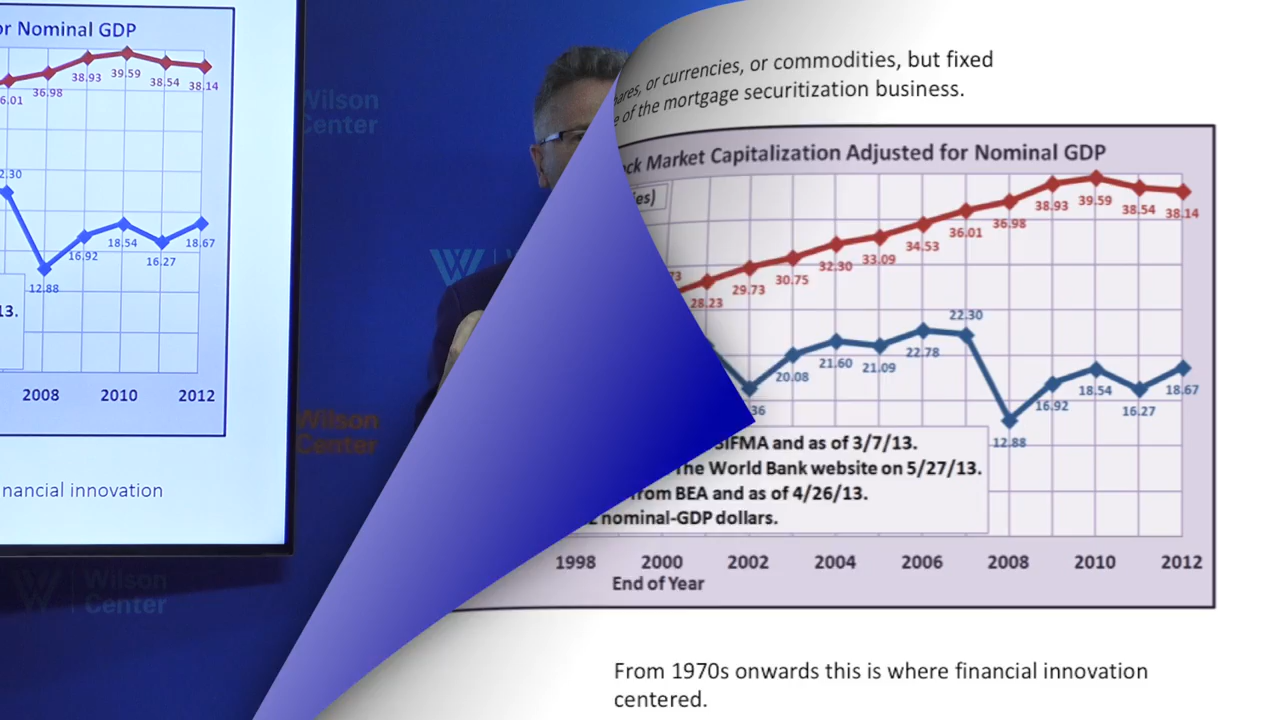 or Nominal GDP
6.01
36.98
38.93
39.59
38.54
38.14
2.30
12.88
16.92
18.54
16.27
18.67
13.
2008 2010 2012
nancial innovation
Wilson
Center
W
Wilson
Center
W Wilson
Center
ares, or currencies, or commodities, but fixed
e of the mortgage securitization business.
ck Market Capitalization Adjusted for Nominal GDP
ies)
73
28.23
29.73
30.75
32.30
33.09
34.53
36.01
36.98
38.93
39.59
38.54
38.14
36
20.08
21.60
21.09
22.78
22.30
12.88
16.92
18.54
16.27
18.67
SIFMA and as of 3/7/13.
The World Bank website on 5/27/13.
from BEA and as of 4/26/13.
nominal-GDP dollars.
1998 2000 2002 2004 2006 2008 2010 2012
End of Year
From 1970s onwards this is where financial innovation
centered.